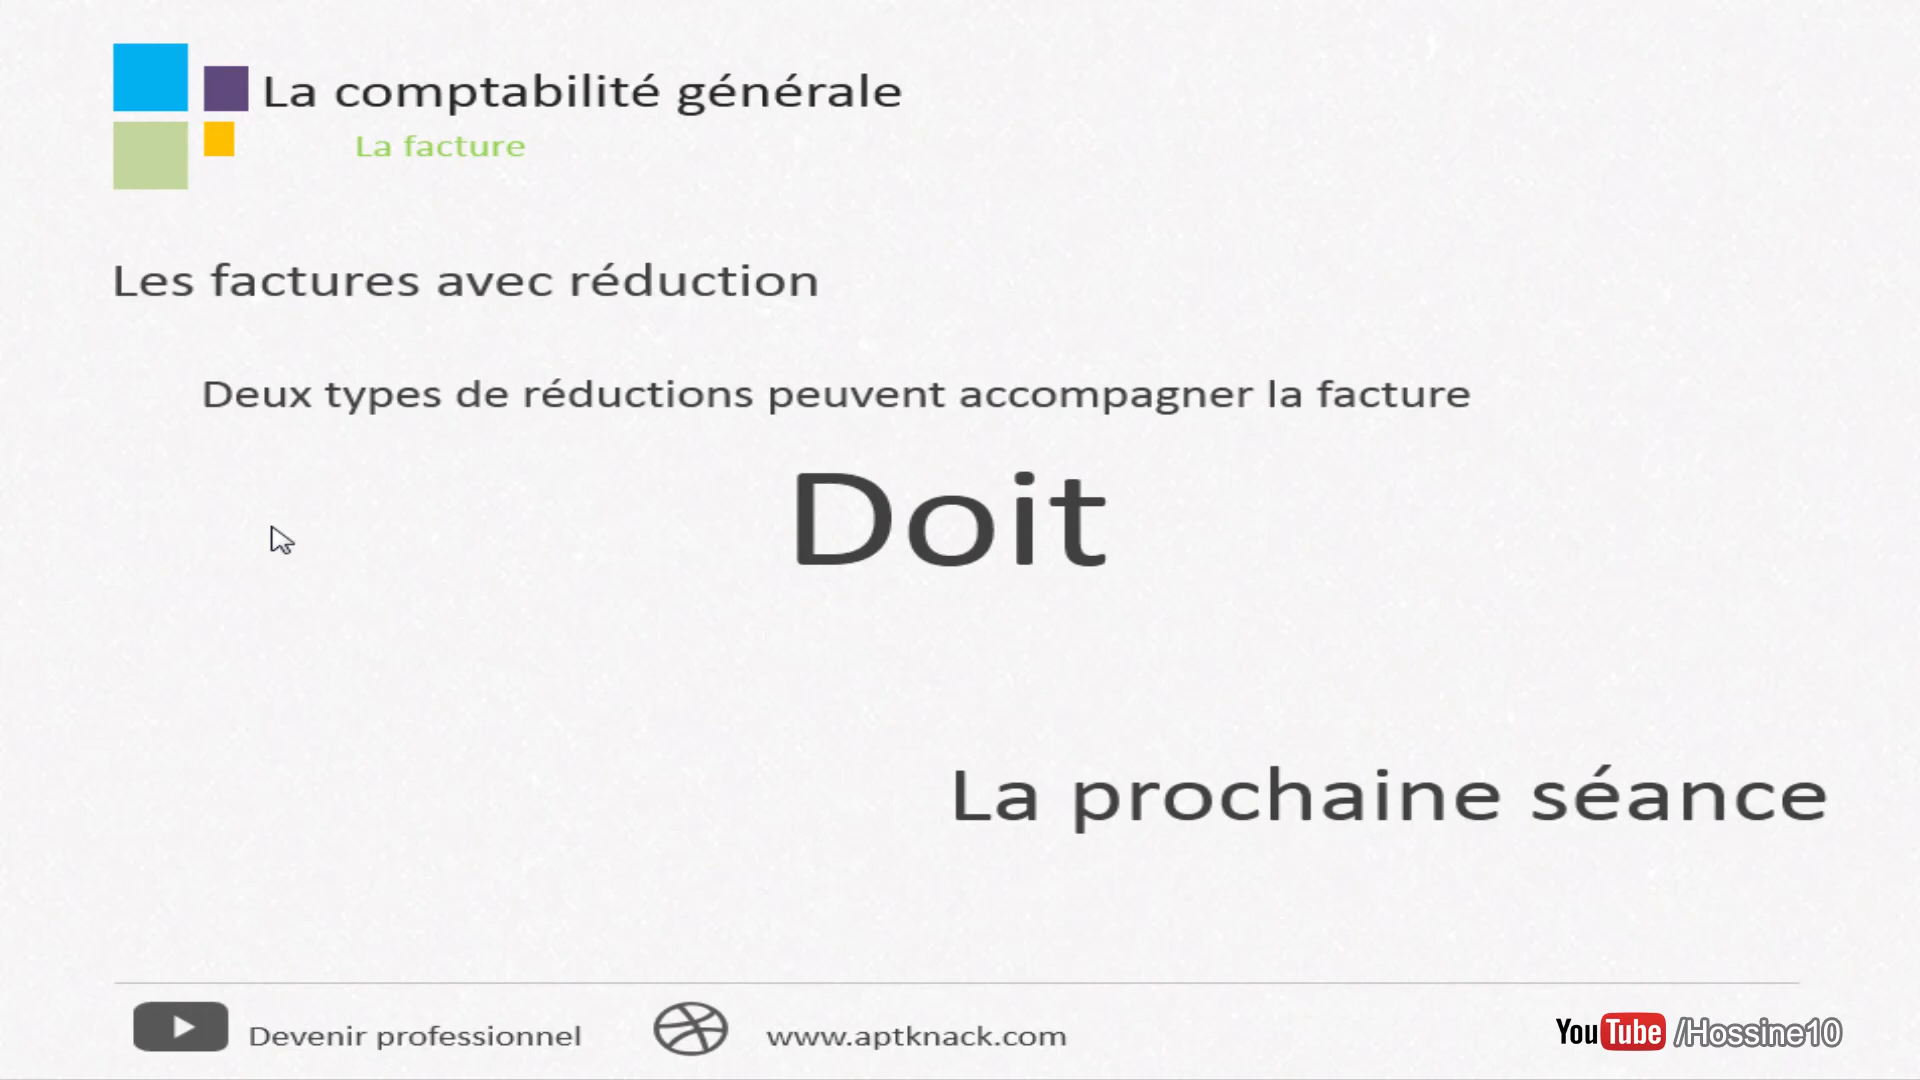 La comptabilité générale
La facture
Les factures avec réduction
Deux types de réductions peuvent accompagner la facture
Doit
La prochaine séance
Devenir professionnel
www.aptknack.com
YouTube /Hossine10